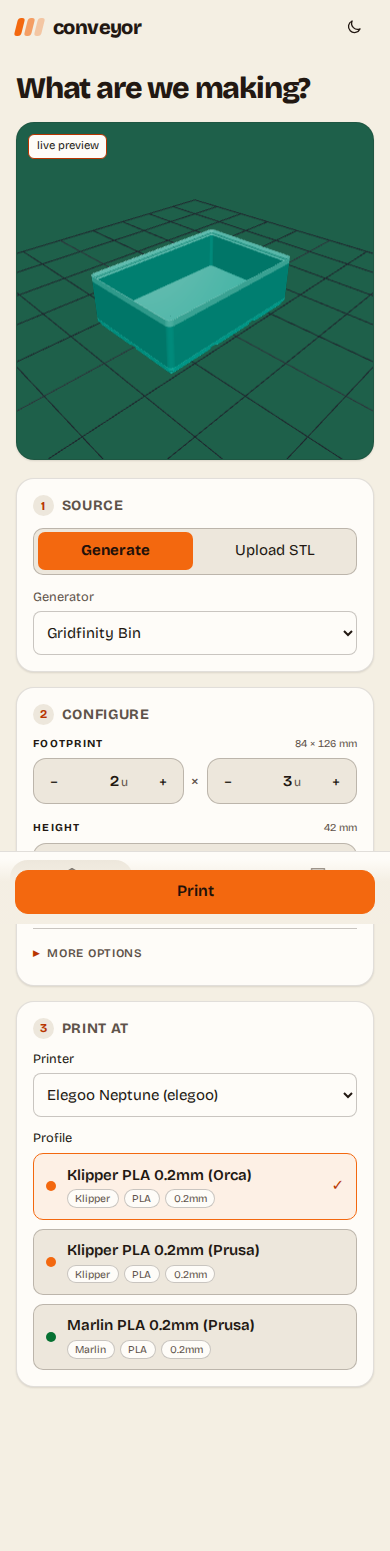 conveyor
What are we making?
live preview
1 SOURCE
Generate Upload STL
Generator
Gridfinity Bin
2 CONFIGURE
FOOTPRINT 84 × 126 mm
− 2 u + × − 3 u +
HEIGHT 42 mm
Print
▶ MORE OPTIONS
3 PRINT AT
Printer
Elegoo Neptune (elegoo)
Profile
Klipper PLA 0.2mm (Orca) ✓
Klipper PLA 0.2mm
Klipper PLA 0.2mm (Prusa)
Klipper PLA 0.2mm
Marlin PLA 0.2mm (Prusa)
Marlin PLA 0.2mm